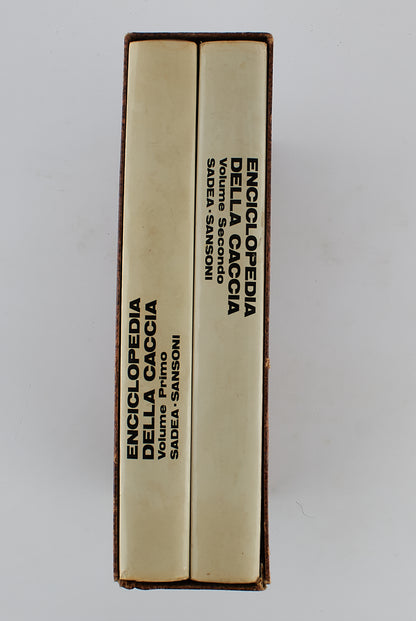 ENCICLOPEDIA
DELLA CACCIA
Volume Primo
SADEA·SANSONI
ENCICLOPEDIA
DELLA CACCIA
Volume Secondo
SADEA·SANSONI